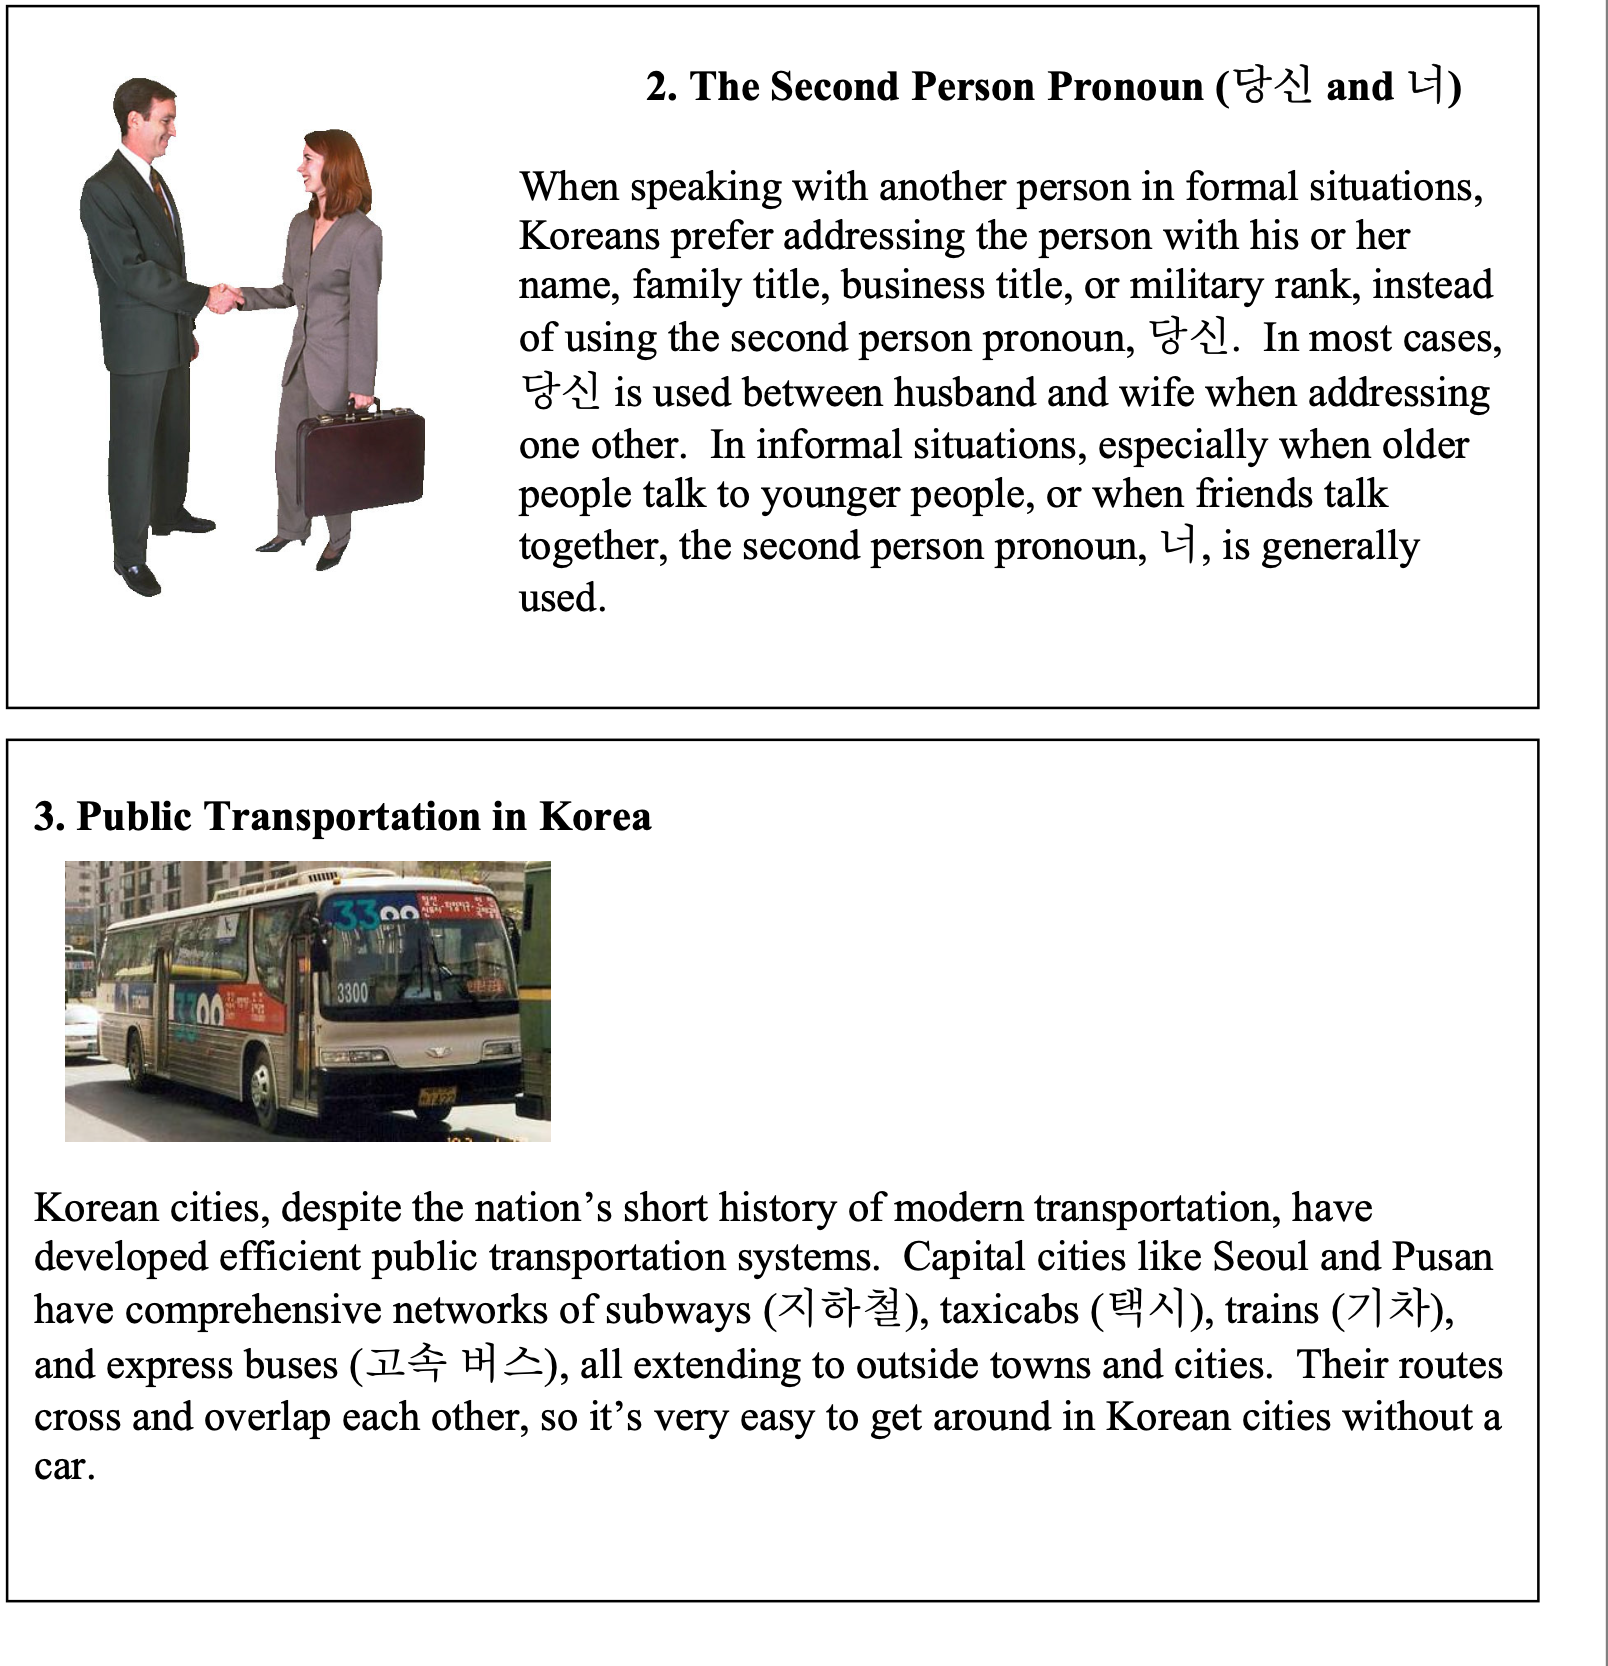 2. The Second Person Pronoun (당신 and 너)
When speaking with another person in formal situations,
Koreans prefer addressing the person with his or her
name, family title, business title, or military rank, instead
of using the second person pronoun, 당신.  In most cases,
당신 is used between husband and wife when addressing
one other.  In informal situations, especially when older
people talk to younger people, or when friends talk
together, the second person pronoun, 너, is generally
used.
3. Public Transportation in Korea
3300
3300
3300
Korean cities, despite the nation’s short history of modern transportation, have
developed efficient public transportation systems.  Capital cities like Seoul and Pusan
have comprehensive networks of subways (지하철), taxicabs (택시), trains (기차),
and express buses (고속 버스), all extending to outside towns and cities.  Their routes
cross and overlap each other, so it’s very easy to get around in Korean cities without a
car.